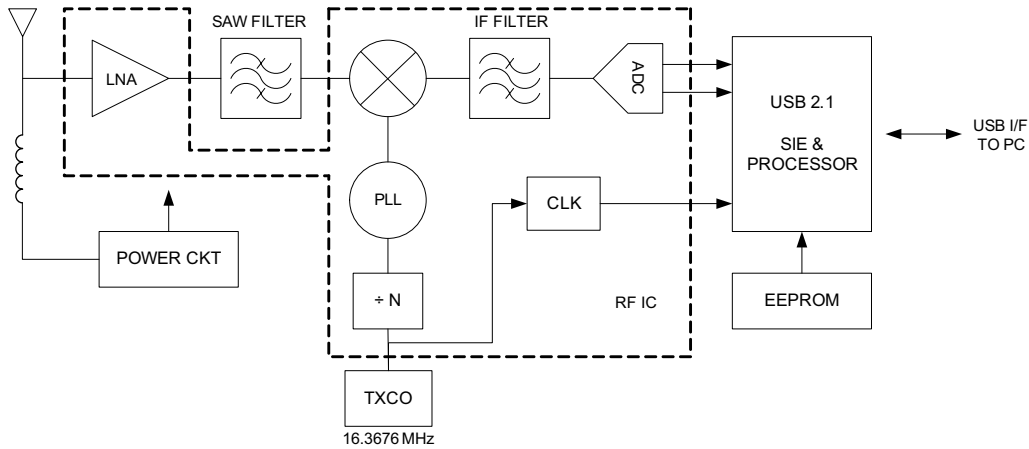 SAW FILTER
IF FILTER
LNA
ADC
USB 2.1
SIE &
PROCESSOR
USB I/F
TO PC
PLL
CLK
POWER CKT
÷ N
RF IC
EEPROM
TXCO
16.3676 MHz